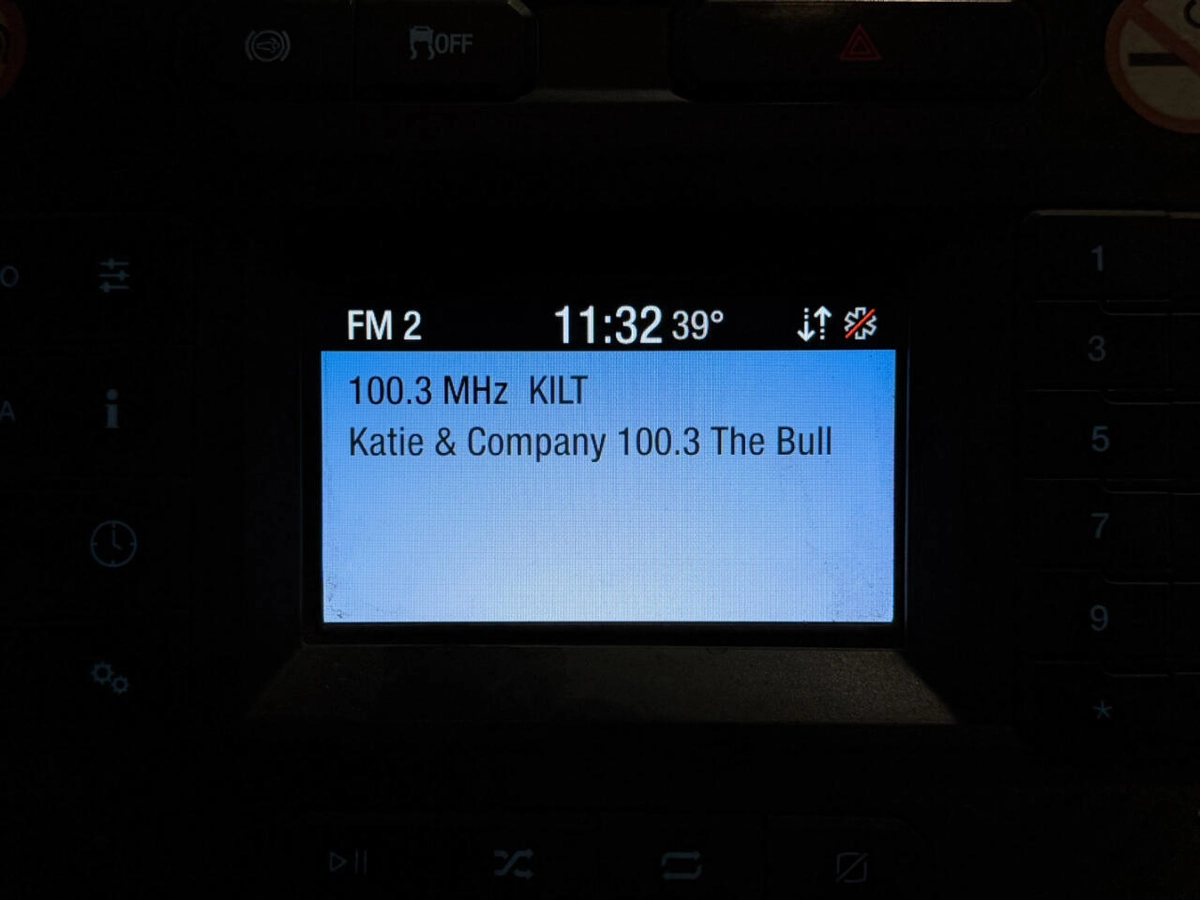 OFF
FM 2 11:32 39°
100.3 MHz KILT
Katie & Company 100.3 The Bull
O
A
i
1
3
5
7
9
*